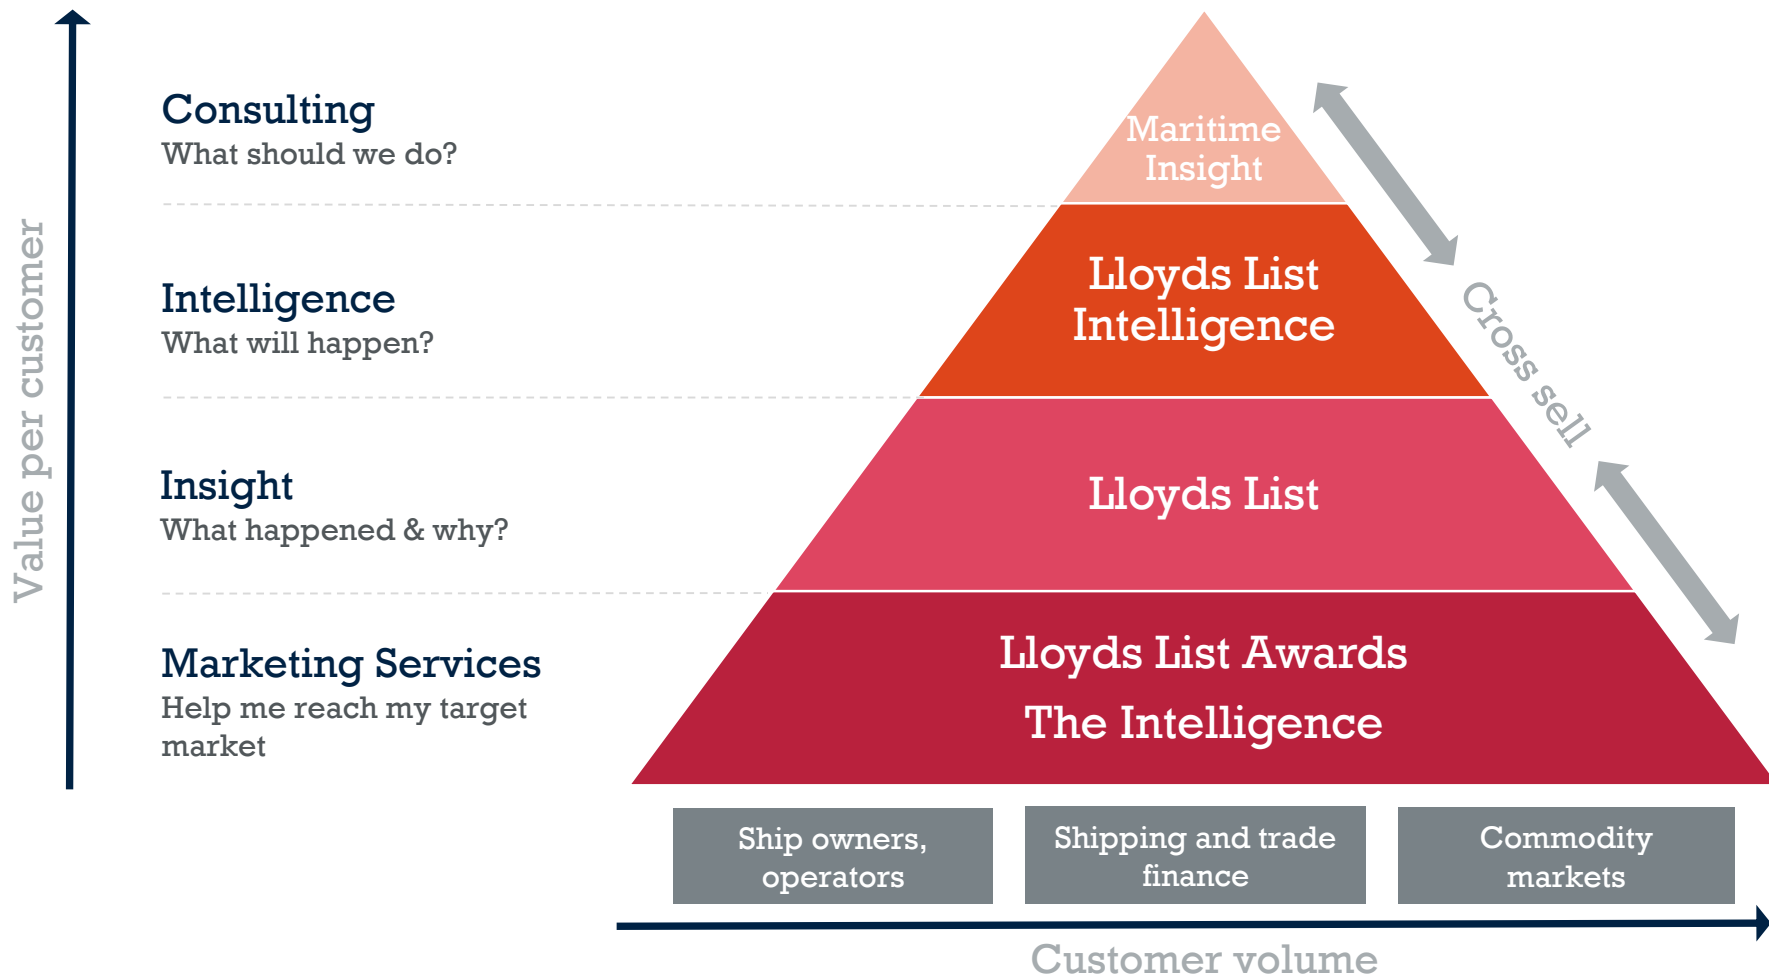 Value per customer
Consulting
What should we do?
Intelligence
What will happen?
Insight
What happened & why?
Marketing Services
Help me reach my target
market
Maritime
Insight
Lloyds List
Intelligence
Lloyds List
Lloyds List Awards
The Intelligence
Cross sell
Ship owners,
operators
Shipping and trade
finance
Commodity
markets
Customer volume